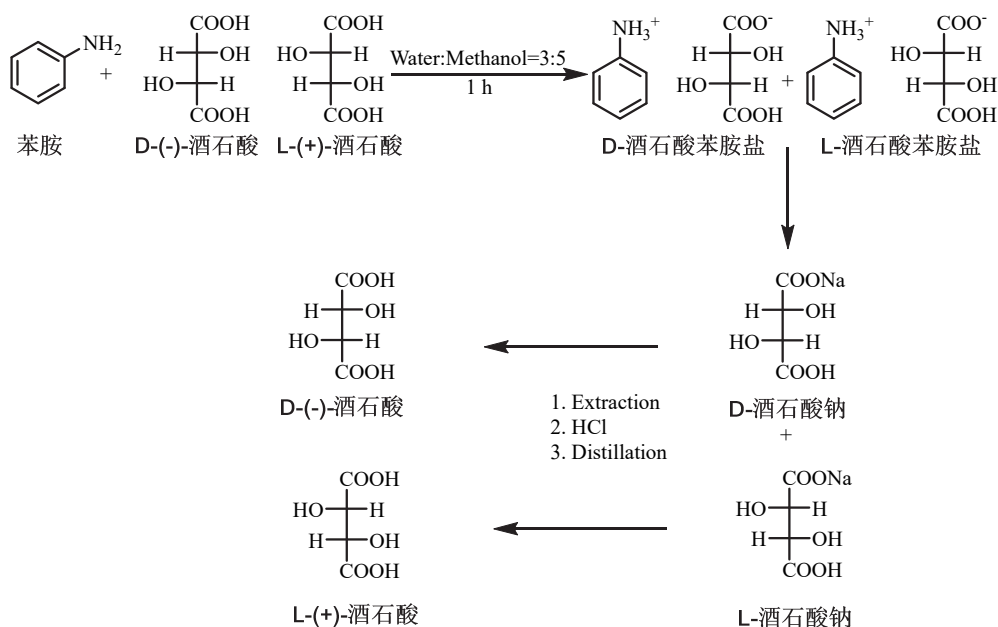 NH2
+
COOH
H OH
HO H
COOH
COOH
HO H
H OH
COOH
Water:Methanol=3:5
1 h
NH3+
COO-
H OH
HO H
COOH
+
NH3+
COO-
HO H
H OH
COOH
苯胺
D-(-)-酒石酸
L-(+)-酒石酸
D-酒石酸苯胺盐
L-酒石酸苯胺盐
COOH
H OH
HO H
COOH
D-(-)-酒石酸
COONa
H OH
HO H
COOH
D-酒石酸钠
+
1. Extraction
2. HCl
3. Distillation
COOH
HO H
H OH
COOH
L-(+)-酒石酸
COONa
HO H
H OH
COOH
L-酒石酸钠